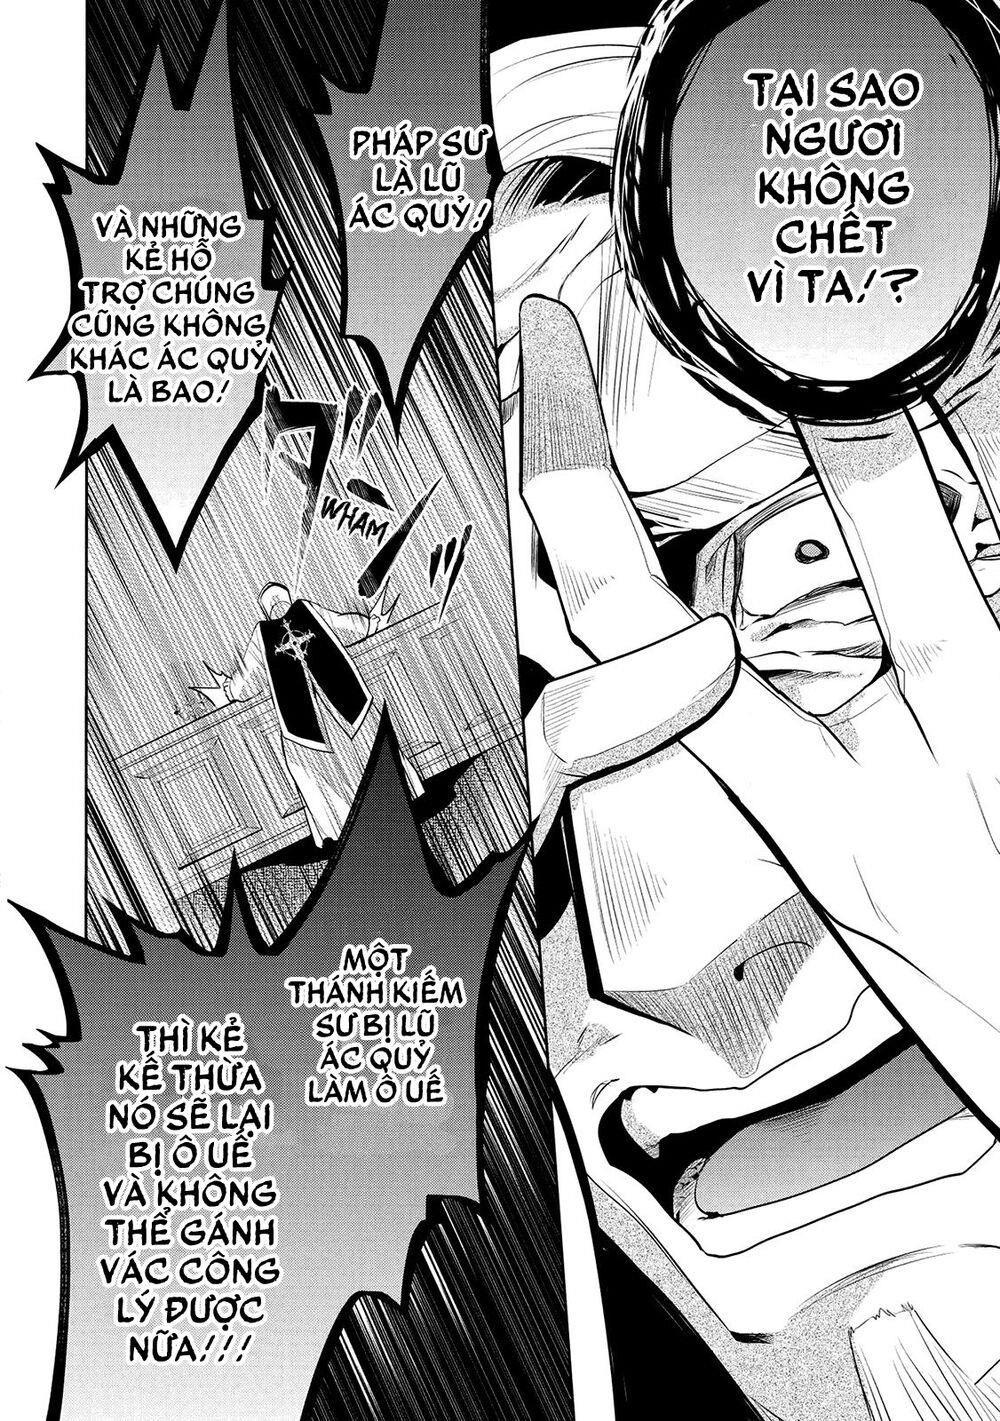 TẠI SAO
NGƯƠI
KHÔNG
CHẾT
VÌ TA!?
PHÁP SƯ
LÀ LŨ
ÁC QUỶ!
VÀ NHỮNG
KẺ HỖ
TRỢ CHÚNG
CŨNG KHÔNG
KHÁC ÁC QUỶ
LÀ BAO!
WHAM
MỘT
THÁNH KIẾM
SƯ BỊ LŨ
ÁC QUỶ
LÀM Ô UẾ
THÌ KẺ
KẾ THỪA
NÓ SẼ LẠI
BỊ Ô UẾ
VÀ KHÔNG
THỂ GÁNH
VÁC CÔNG
LÝ ĐƯỢC
NỮA!!!